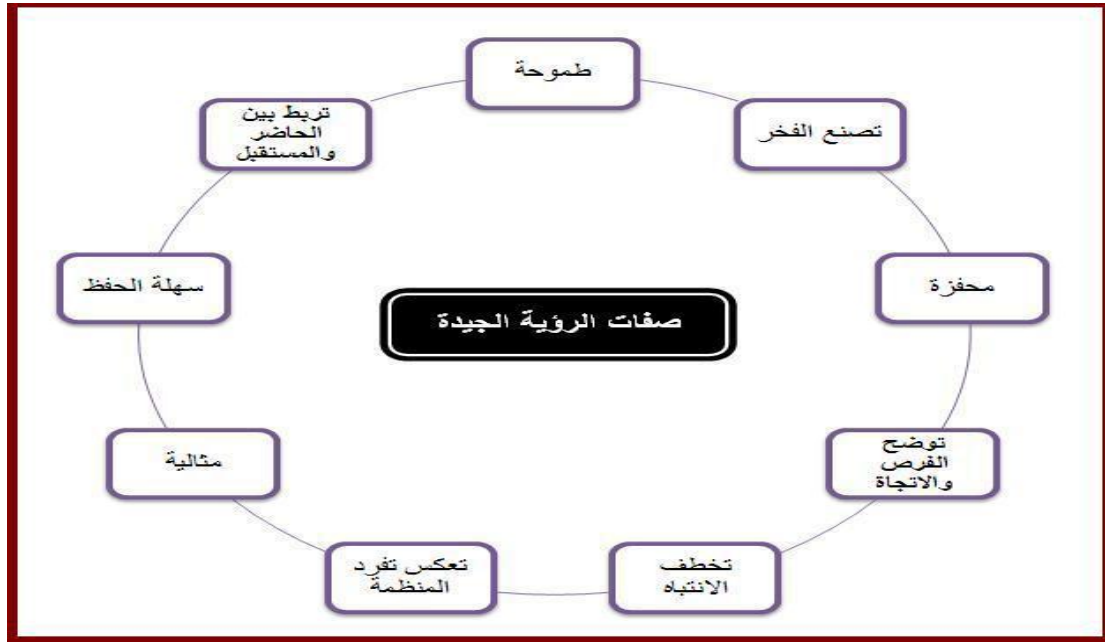 طموحة
تصنع الفخر
محفزة
توضح
الفرص
والاتجاة
تخطف
الانتباه
تعكس تفرد
المنظمة
مثالية
سهلة الحفظ
تربط بين
الحاضر
والمستقبل
صفات الرؤية الجيدة